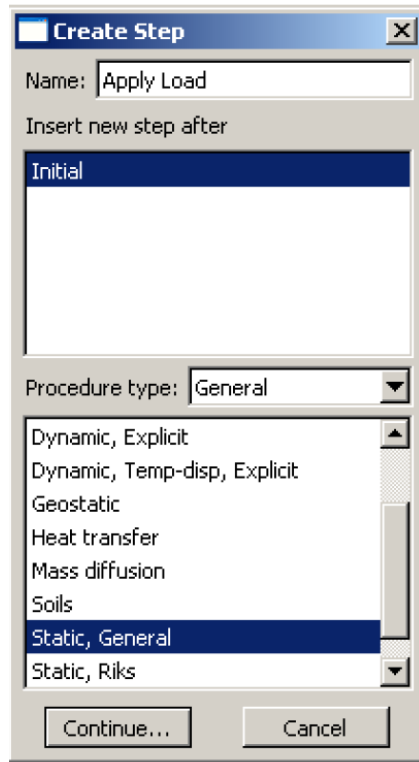 Create Step
Name: Apply Load
Insert new step after
Initial
Procedure type: General
Dynamic, Explicit
Dynamic, Temp-disp, Explicit
Geostatic
Heat transfer
Mass diffusion
Soils
Static, General
Static, Riks
Continue... Cancel